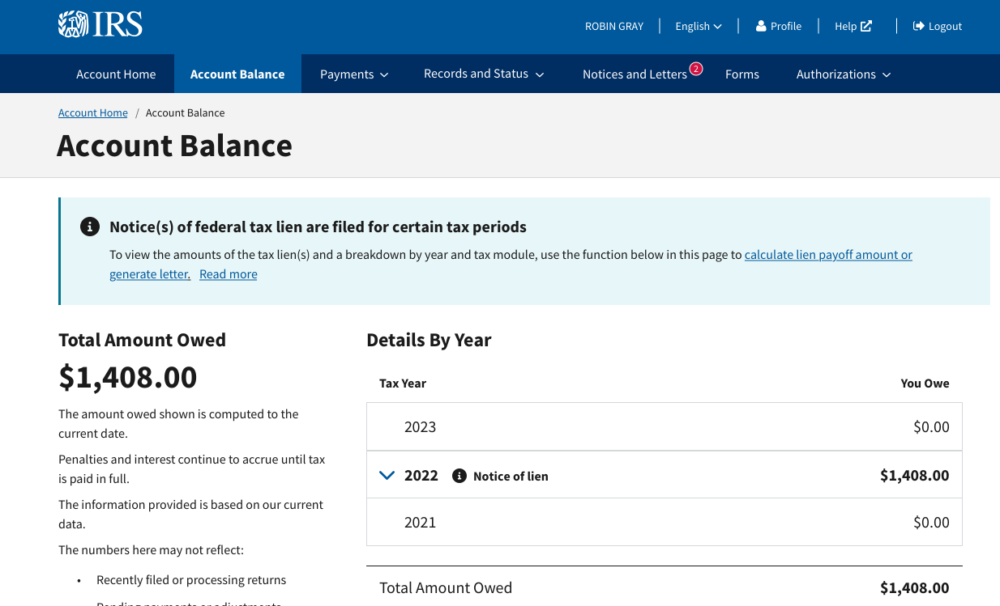 IRS
ROBIN GRAY English Profile Help Logout
Account Home Account Balance Payments Records and Status Notices and Letters 2 Forms Authorizations
Account Home / Account Balance
Account Balance
Notice(s) of federal tax lien are filed for certain tax periods
To view the amounts of the tax lien(s) and a breakdown by year and tax module, use the function below in this page to calculate lien payoff amount or
generate letter. Read more
Total Amount Owed
$1,408.00
The amount owed shown is computed to the
current date.
Penalties and interest continue to accrue until tax
is paid in full.
The information provided is based on our current
data.
The numbers here may not reflect:
• Recently filed or processing returns
Pending payments or adjustments
Details By Year
Tax Year You Owe
2023 $0.00
2022 Notice of lien $1,408.00
2021 $0.00
Total Amount Owed $1,408.00